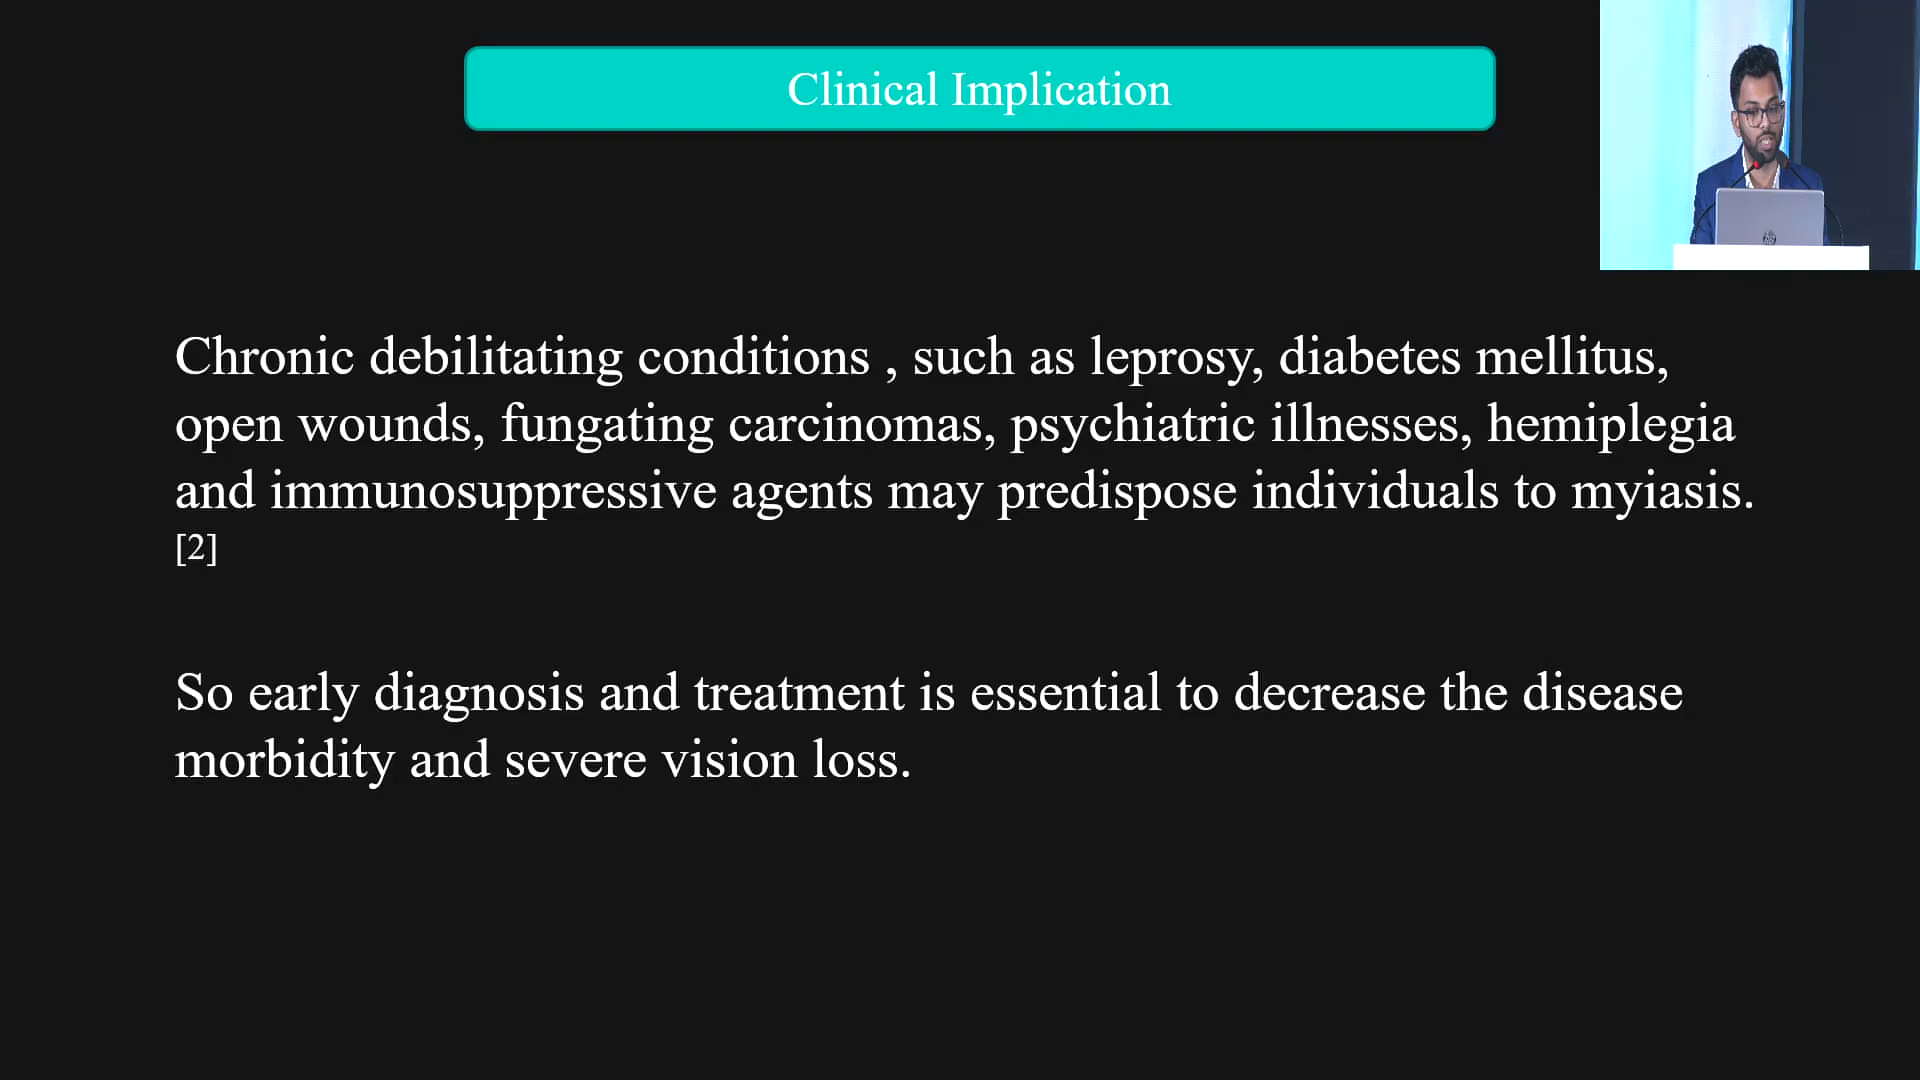 Clinical Implication
Chronic debilitating conditions , such as leprosy, diabetes mellitus,
open wounds, fungating carcinomas, psychiatric illnesses, hemiplegia
and immunosuppressive agents may predispose individuals to myiasis.
[2]
So early diagnosis and treatment is essential to decrease the disease
morbidity and severe vision loss.